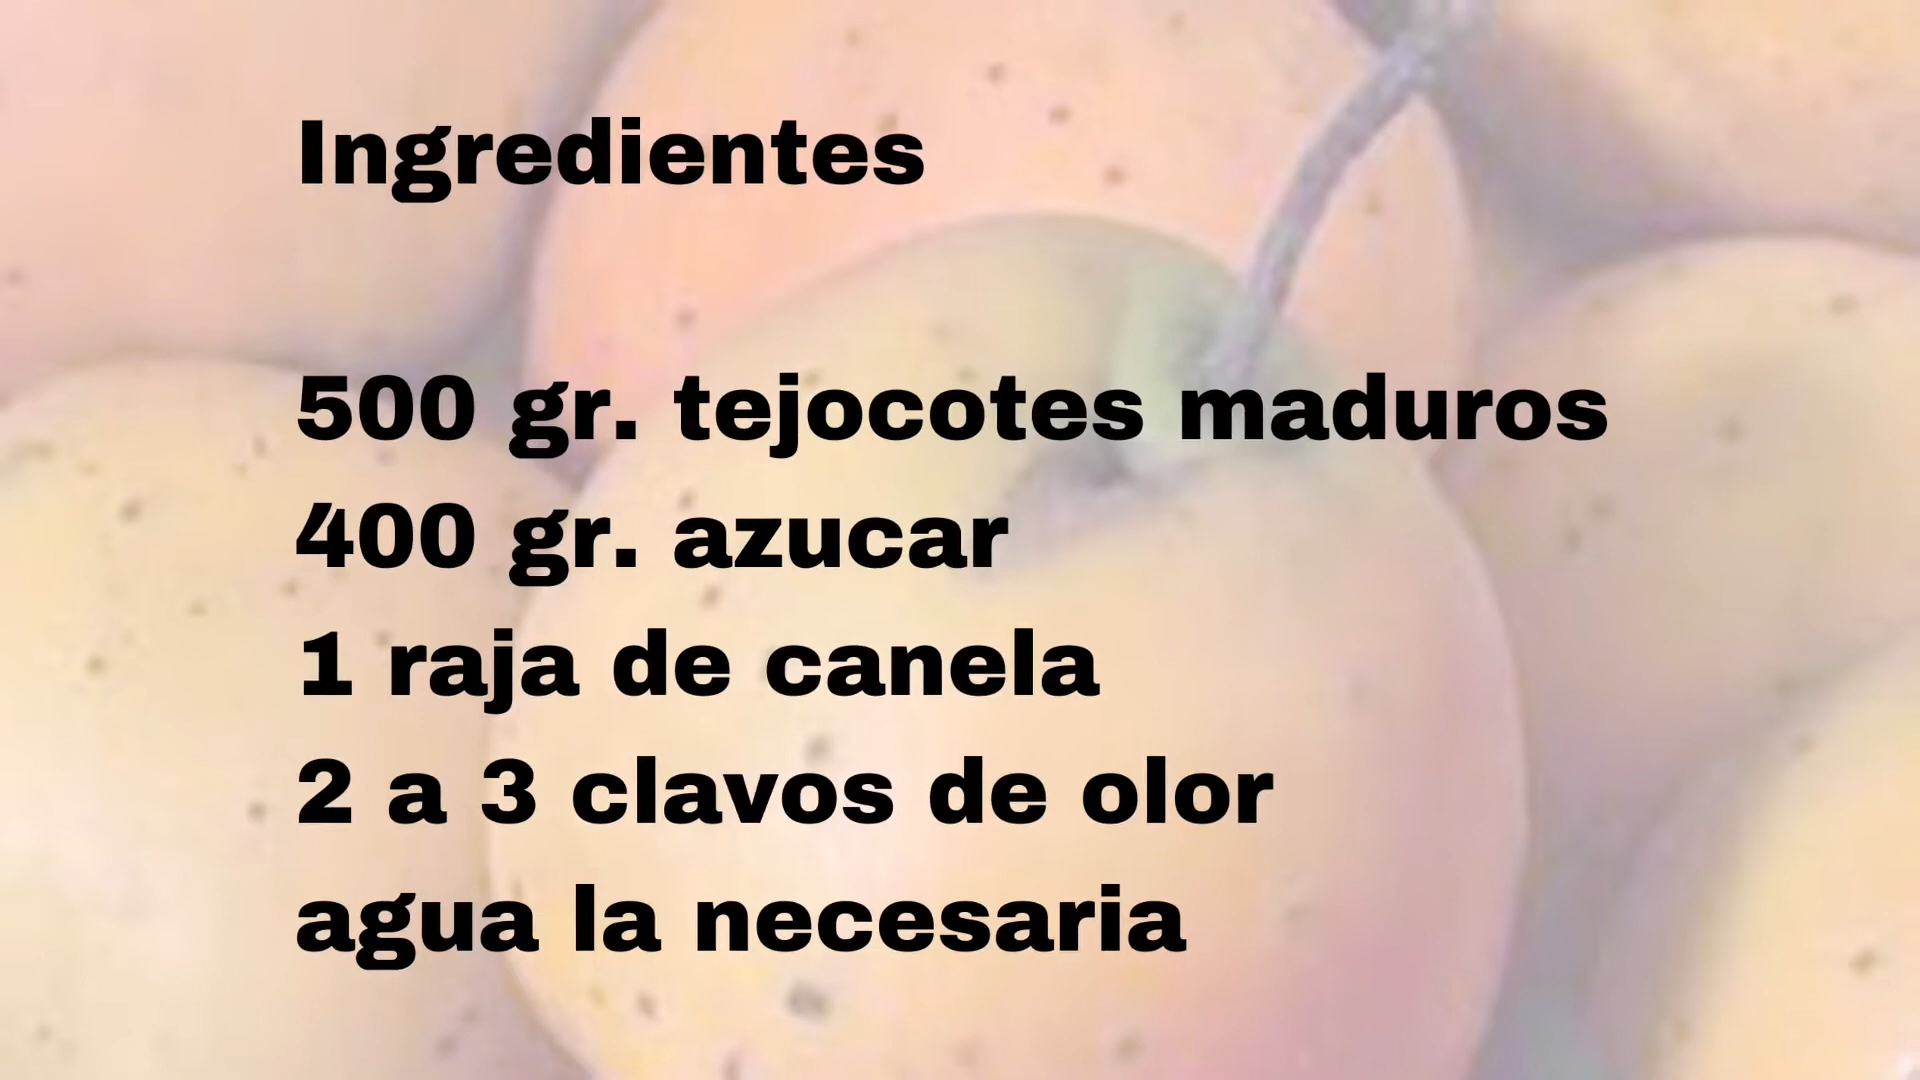 Ingredientes
500 gr. tejocotes maduros
400 gr. azucar
1 raja de canela
2 a 3 clavos de olor
agua la necesaria